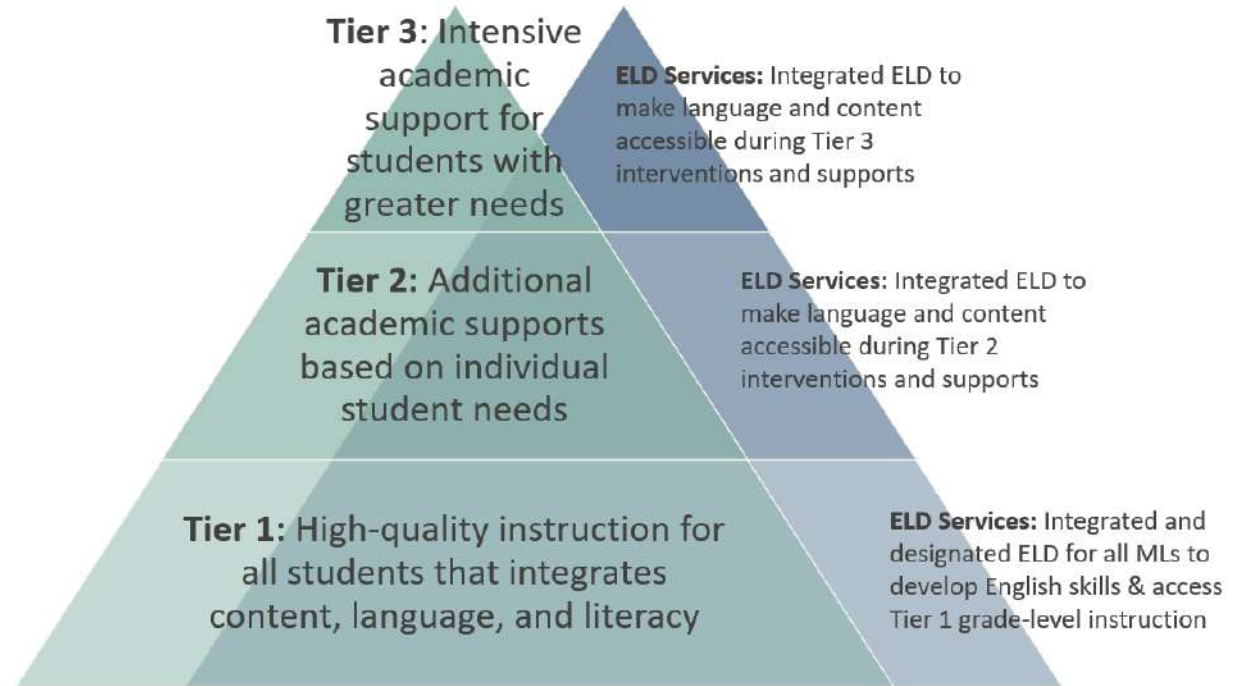 Tier 3: Intensive
academic
support for
students with
greater needs
ELD Services: Integrated ELD to
make language and content
accessible during Tier 3
interventions and supports
Tier 2: Additional
academic supports
based on individual
student needs
ELD Services: Integrated ELD to
make language and content
accessible during Tier 2
interventions and supports
Tier 1: High-quality instruction for
all students that integrates
content, language, and literacy
ELD Services: Integrated and
designated ELD for all MLs to
develop English skills & access
Tier 1 grade-level instruction